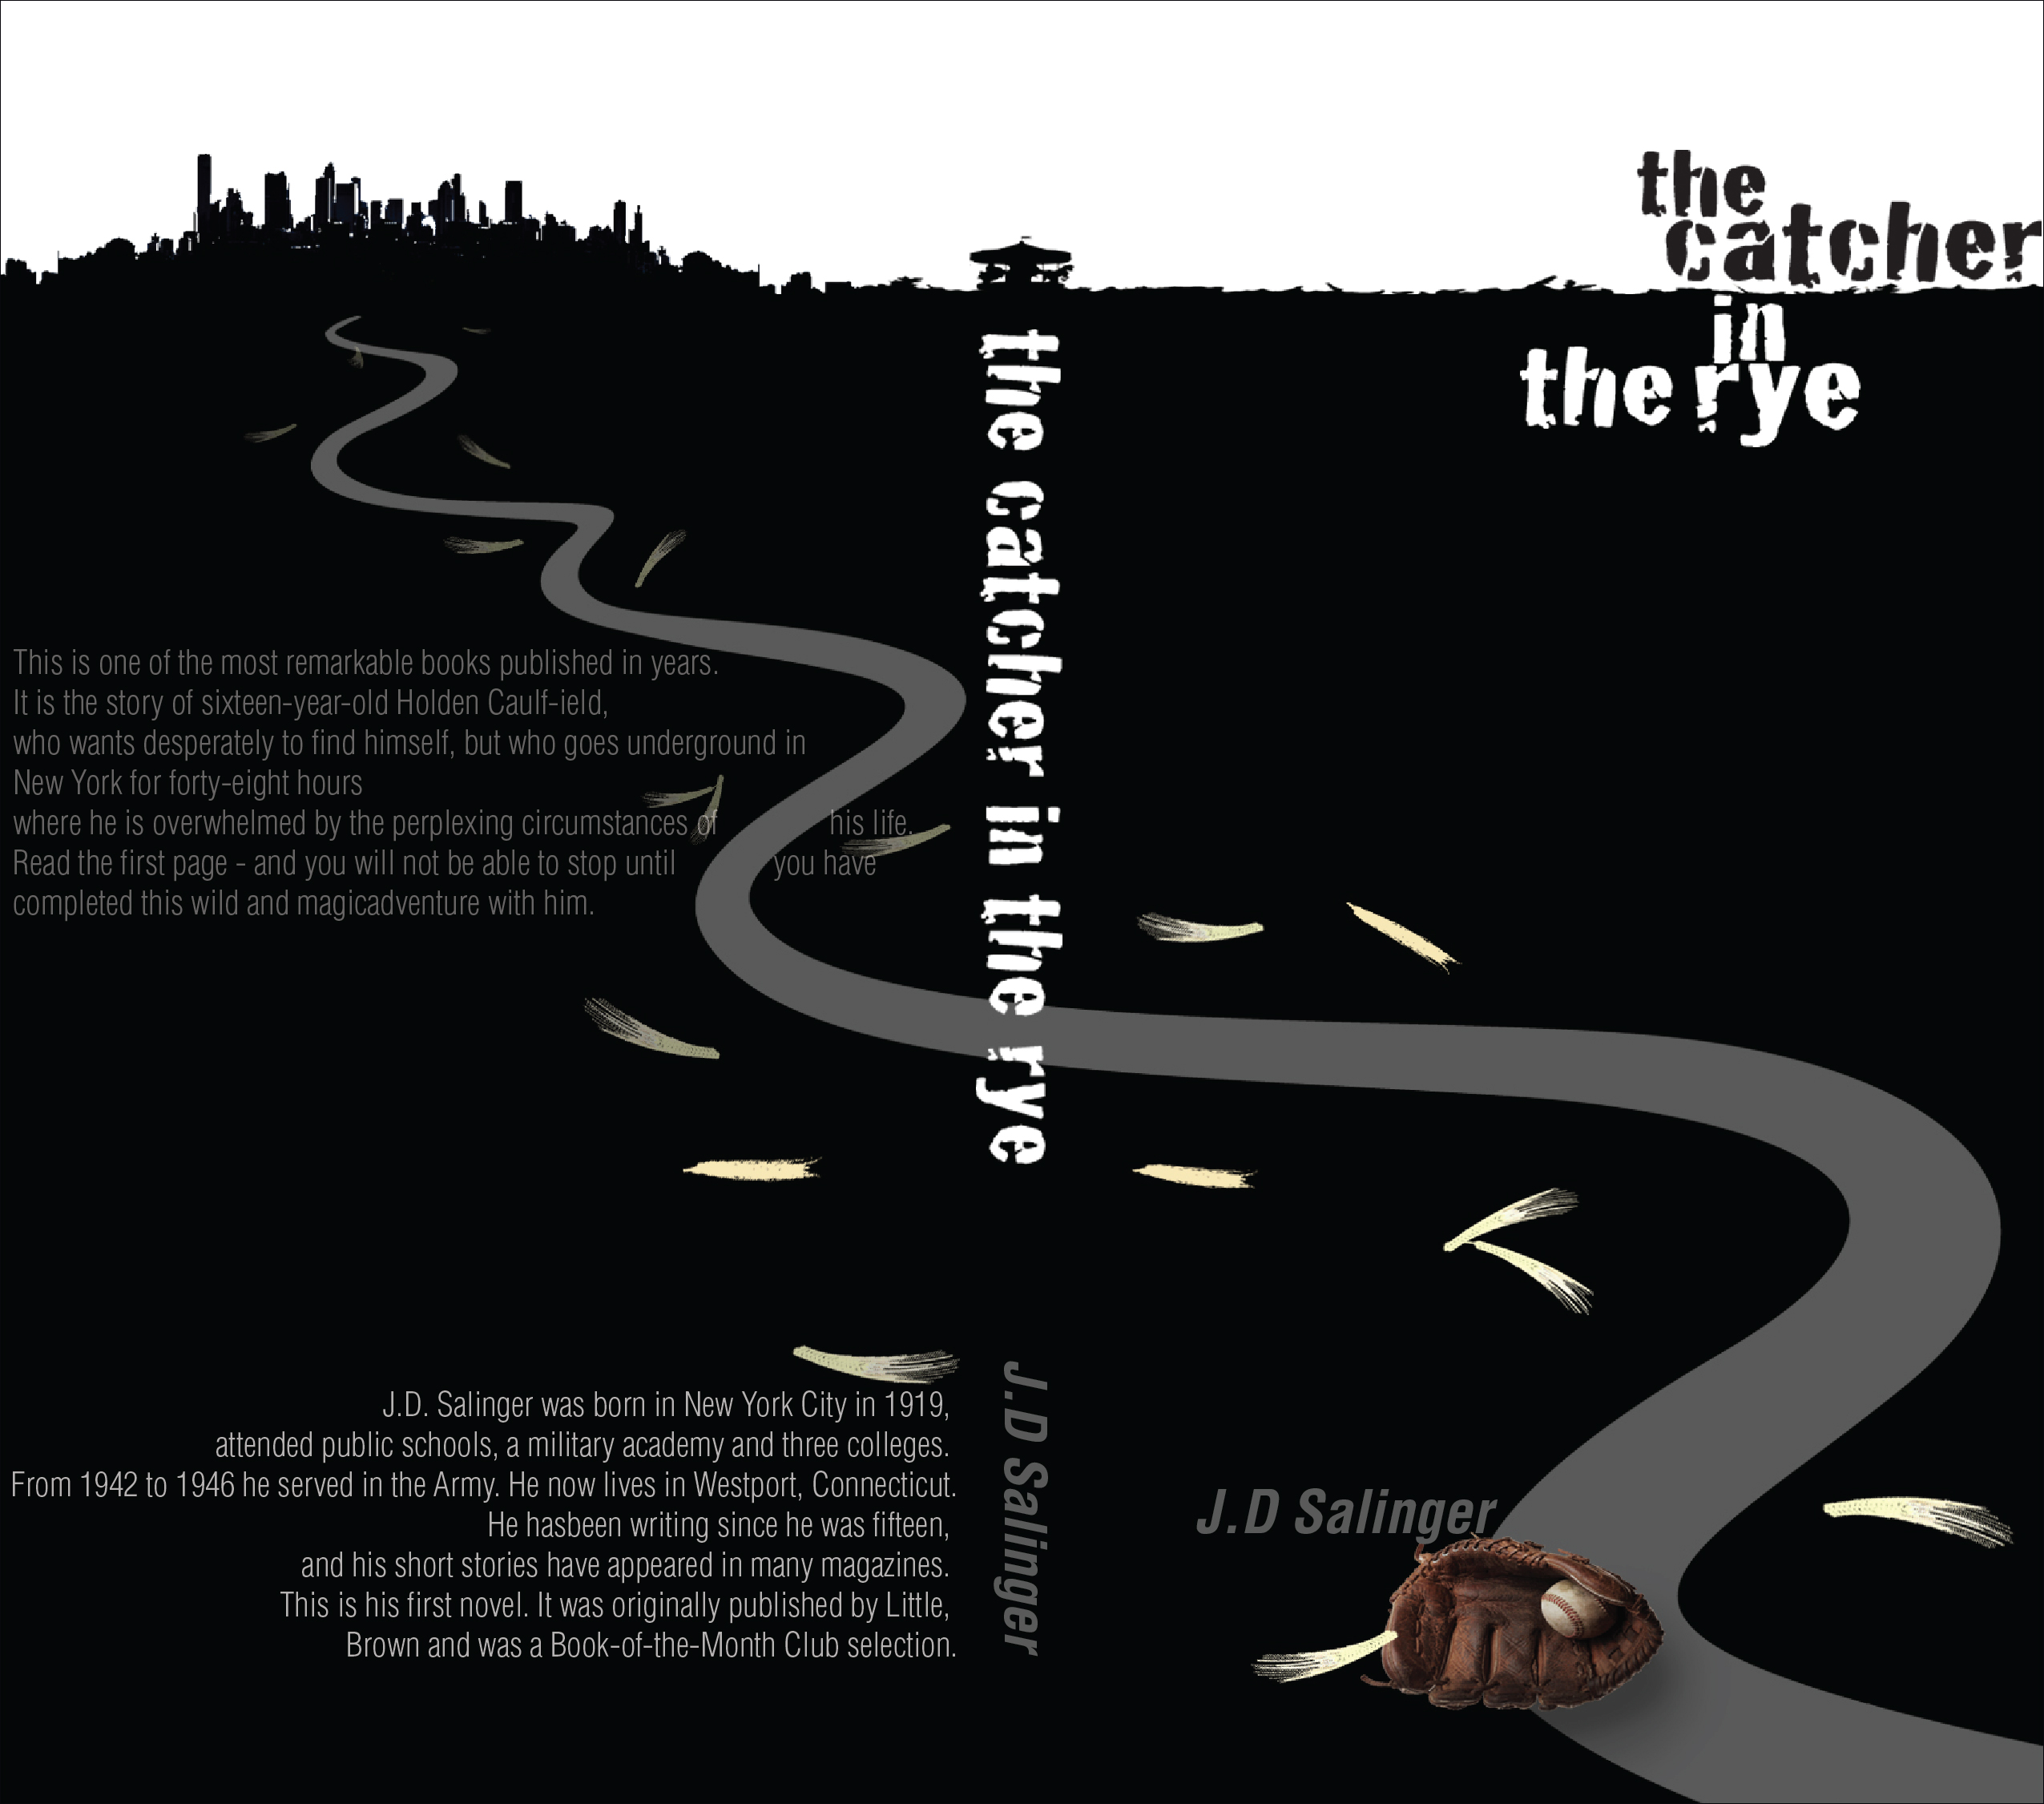 the
catcher
in
the rye
the catcher in the rye
This is one of the most remarkable books published in years.
It is the story of sixteen-year-old Holden Caulf-ield,
who wants desperately to find himself, but who goes underground in
New York for forty-eight hours
where he is overwhelmed by the perplexing circumstances of his life.
Read the first page - and you will not be able to stop until you have
completed this wild and magicadventure with him.
J.D. Salinger was born in New York City in 1919,
attended public schools, a military academy and three colleges.
From 1942 to 1946 he served in the Army. He now lives in Westport, Connecticut.
He hasbeen writing since he was fifteen,
and his short stories have appeared in many magazines.
This is his first novel. It was originally published by Little,
Brown and was a Book-of-the-Month Club selection.
J.D Salinger
J.D Salinger